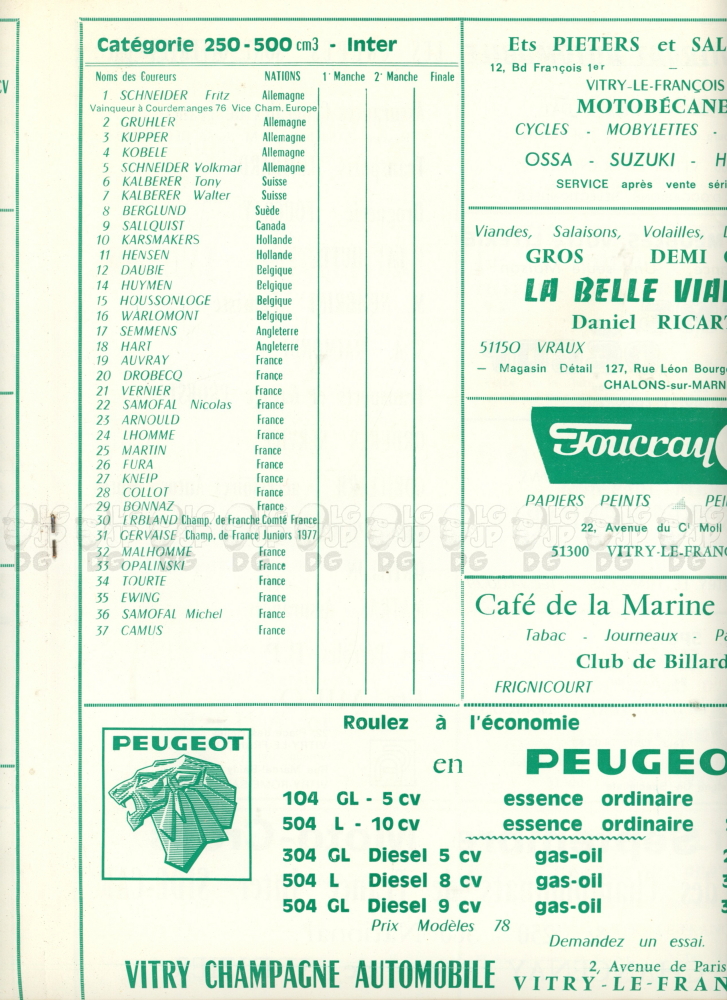 CV
Catégorie 250-500 cm3 - Inter
Noms des Coureurs NATIONS 1e Manche 2e Manche Finale
1 SCHNEIDER Fritz Allemagne
Vainqueur à Courdemanges 76 Vice Cham. Europe
2 GRUHLER Allemagne
3 KUPPER Allemagne
4 KOBELE Allemagne
5 SCHNEIDER Volkmar Allemagne
6 KALBERER Tony Suisse
7 KALBERER Walter Suisse
8 BERGLUND Suède
9 SALLQUIST Canada
10 KARSMAKERS Hollande
11 HENSEN Hollande
12 DAUBIE Belgique
14 HUYMEN Belgique
15 HOUSSONLOGE Belgique
16 WARLOMONT Belgique
17 SEMMENS Angleterre
18 HART Angleterre
19 AUVRAY France
20 DROBECQ France
21 VERNIER France
22 SAMOFAL Nicolas France
23 ARNOULD France
24 LHOMME France
25 MARTIN France
26 FURA France
27 KNEIP France
28 COLLOT France
29 BONNAZ France
30 ERBLAND Champ. de Franche Comté France
31 GERVAISE Champ. de France Juniors 1977
32 MALHOMME France
33 OPALINSKI France
34 TOURTE France
35 EWING France
36 SAMOFAL Michel France
37 CAMUS France
Ets PIETERS et SAL
12, Bd François 1er —
VITRY-LE-FRANÇOIS
MOTOBÉCANE
CYCLES - MOBYLETTES -
OSSA - SUZUKI - H
SERVICE après vente séri
Viandes, Salaisons, Volailles,
GROS DEMI
LA BELLE VIAN
Daniel RICART
51150 VRAUX
— Magasin Détail 127, Rue Léon Bourge
CHALONS-sur-MARN
Foucray
PAPIERS PEINTS PEI
22, Avenue du Cl Moll
51300 VITRY-LE-FRANÇ
Café de la Marine
Tabac - Journeaux - Pa
Club de Billard
FRIGNICOURT
Roulez à l'économie
PEUGEOT
en PEUGEO
104 GL - 5 cv essence ordinaire
504 L - 10 cv essence ordinaire
304 GL Diesel 5 cv gas-oil 2
504 L Diesel 8 cv gas-oil 3
504 GL Diesel 9 cv gas-oil 3
Prix Modèles 78
Demandez un essai.
VITRY CHAMPAGNE AUTOMOBILE 2, Avenue de Paris
VITRY-LE-FRAN